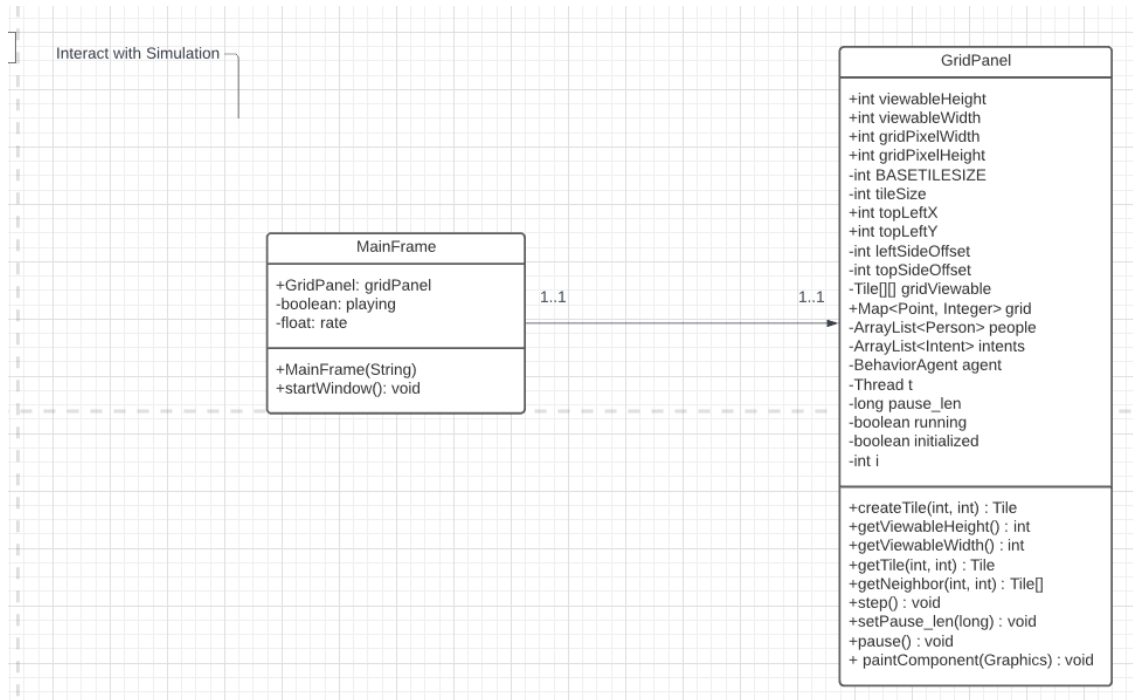 Interact with Simulation
MainFrame
+GridPanel: gridPanel
-boolean: playing
-float: rate
+MainFrame(String)
+startWindow(): void
1..1
1..1
GridPanel
+int viewableHeight
+int viewableWidth
+int gridPixelWidth
+int gridPixelHeight
-int BASETILESIZE
-int tileSize
+int topLeftX
+int topLeftY
-int leftSideOffset
-int topSideOffset
-Tile[][] gridViewable
+Map<Point, Integer> grid
-ArrayList<Person> people
-ArrayList<Intent> intents
-BehaviorAgent agent
-Thread t
-long pause_len
-boolean running
-boolean initialized
-int i
+createTile(int, int) : Tile
+getViewableHeight() : int
+getViewableWidth() : int
+getTile(int, int) : Tile
+getNeighbor(int, int) : Tile[]
+step() : void
+setPause_len(long) : void
+pause() : void
+ paintComponent(Graphics) : void